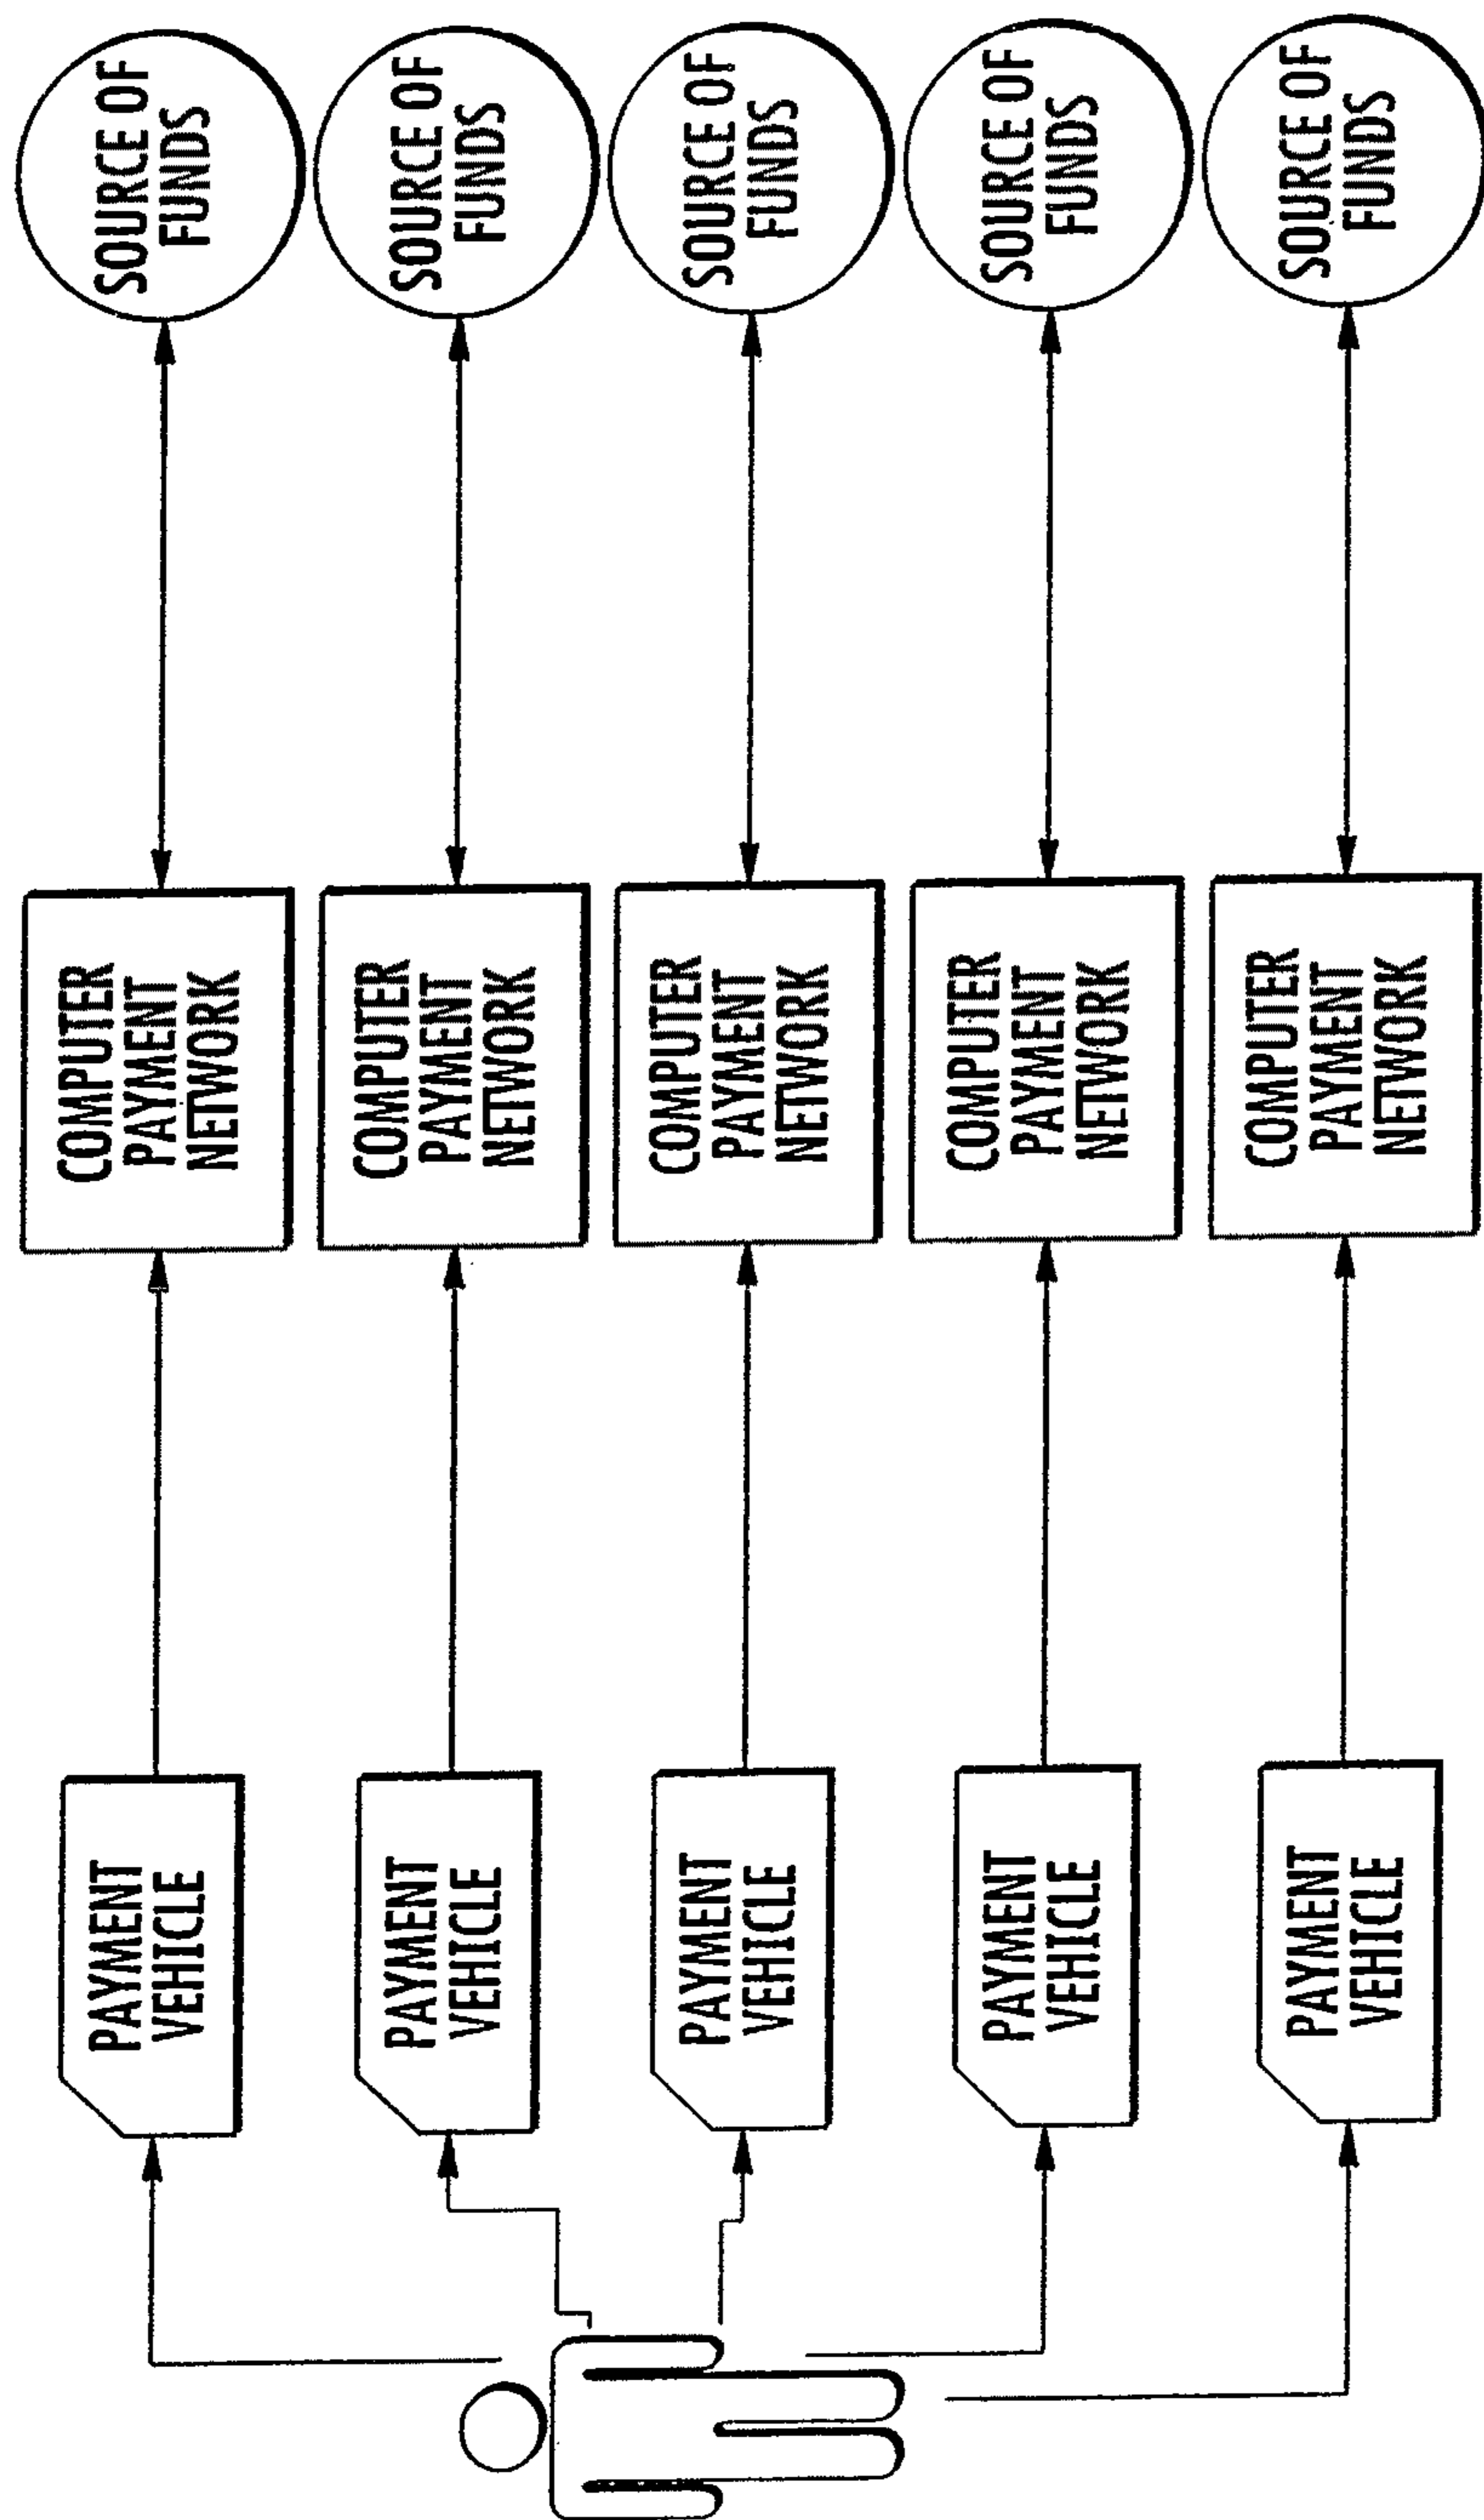 PAYMENT
VEHICLE
COMPUTER
PAYMENT
NETWORK
SOURCE OF
FUNDS
PAYMENT
VEHICLE
COMPUTER
PAYMENT
NETWORK
SOURCE OF
FUNDS
PAYMENT
VEHICLE
COMPUTER
PAYMENT
NETWORK
SOURCE OF
FUNDS
PAYMENT
VEHICLE
COMPUTER
PAYMENT
NETWORK
SOURCE OF
FUNDS
PAYMENT
VEHICLE
COMPUTER
PAYMENT
NETWORK
SOURCE OF
FUNDS